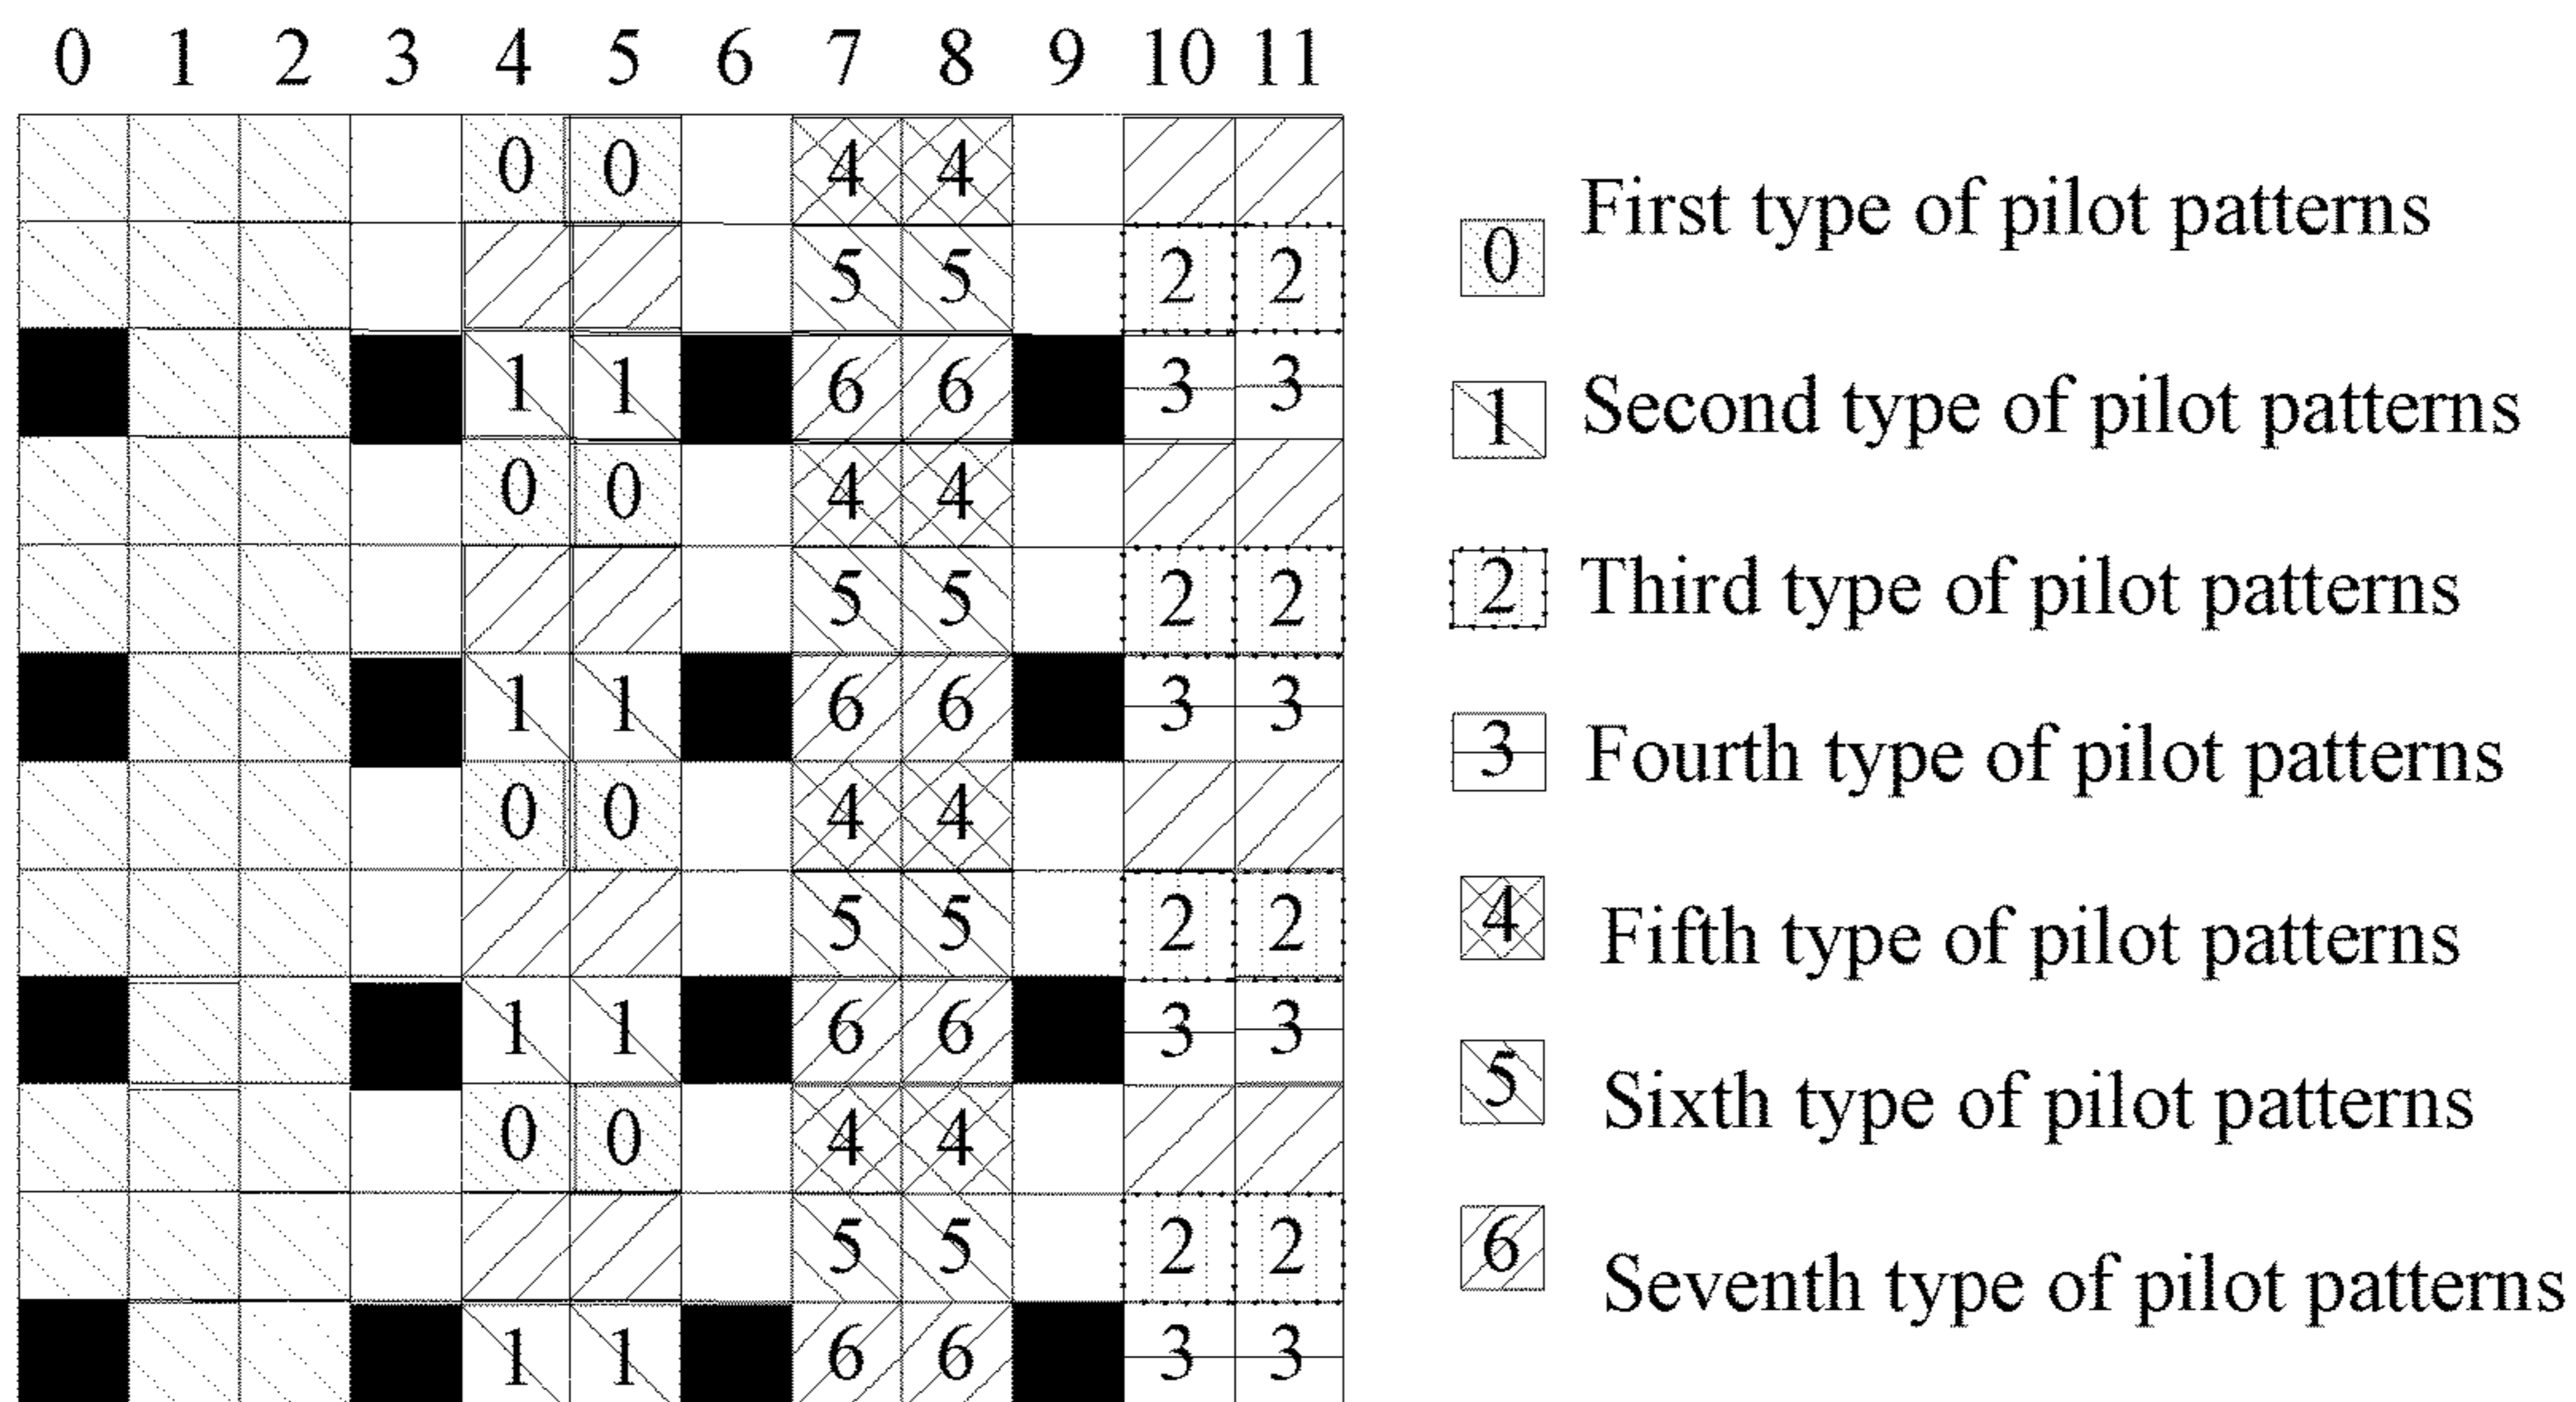 0 1 2 3 4 5 6 7 8 9 10 11
0 0 4 4
5 5 2 2
1 1 6 6 3 3
0 0 4 4
5 5 2 2
1 1 6 6 3 3
0 0 4 4
5 5 2 2
1 1 6 6 3 3
0 0 4 4
5 5 2 2
1 1 6 6 3 3
0 First type of pilot patterns
1 Second type of pilot patterns
2 Third type of pilot patterns
3 Fourth type of pilot patterns
4 Fifth type of pilot patterns
5 Sixth type of pilot patterns
6 Seventh type of pilot patterns